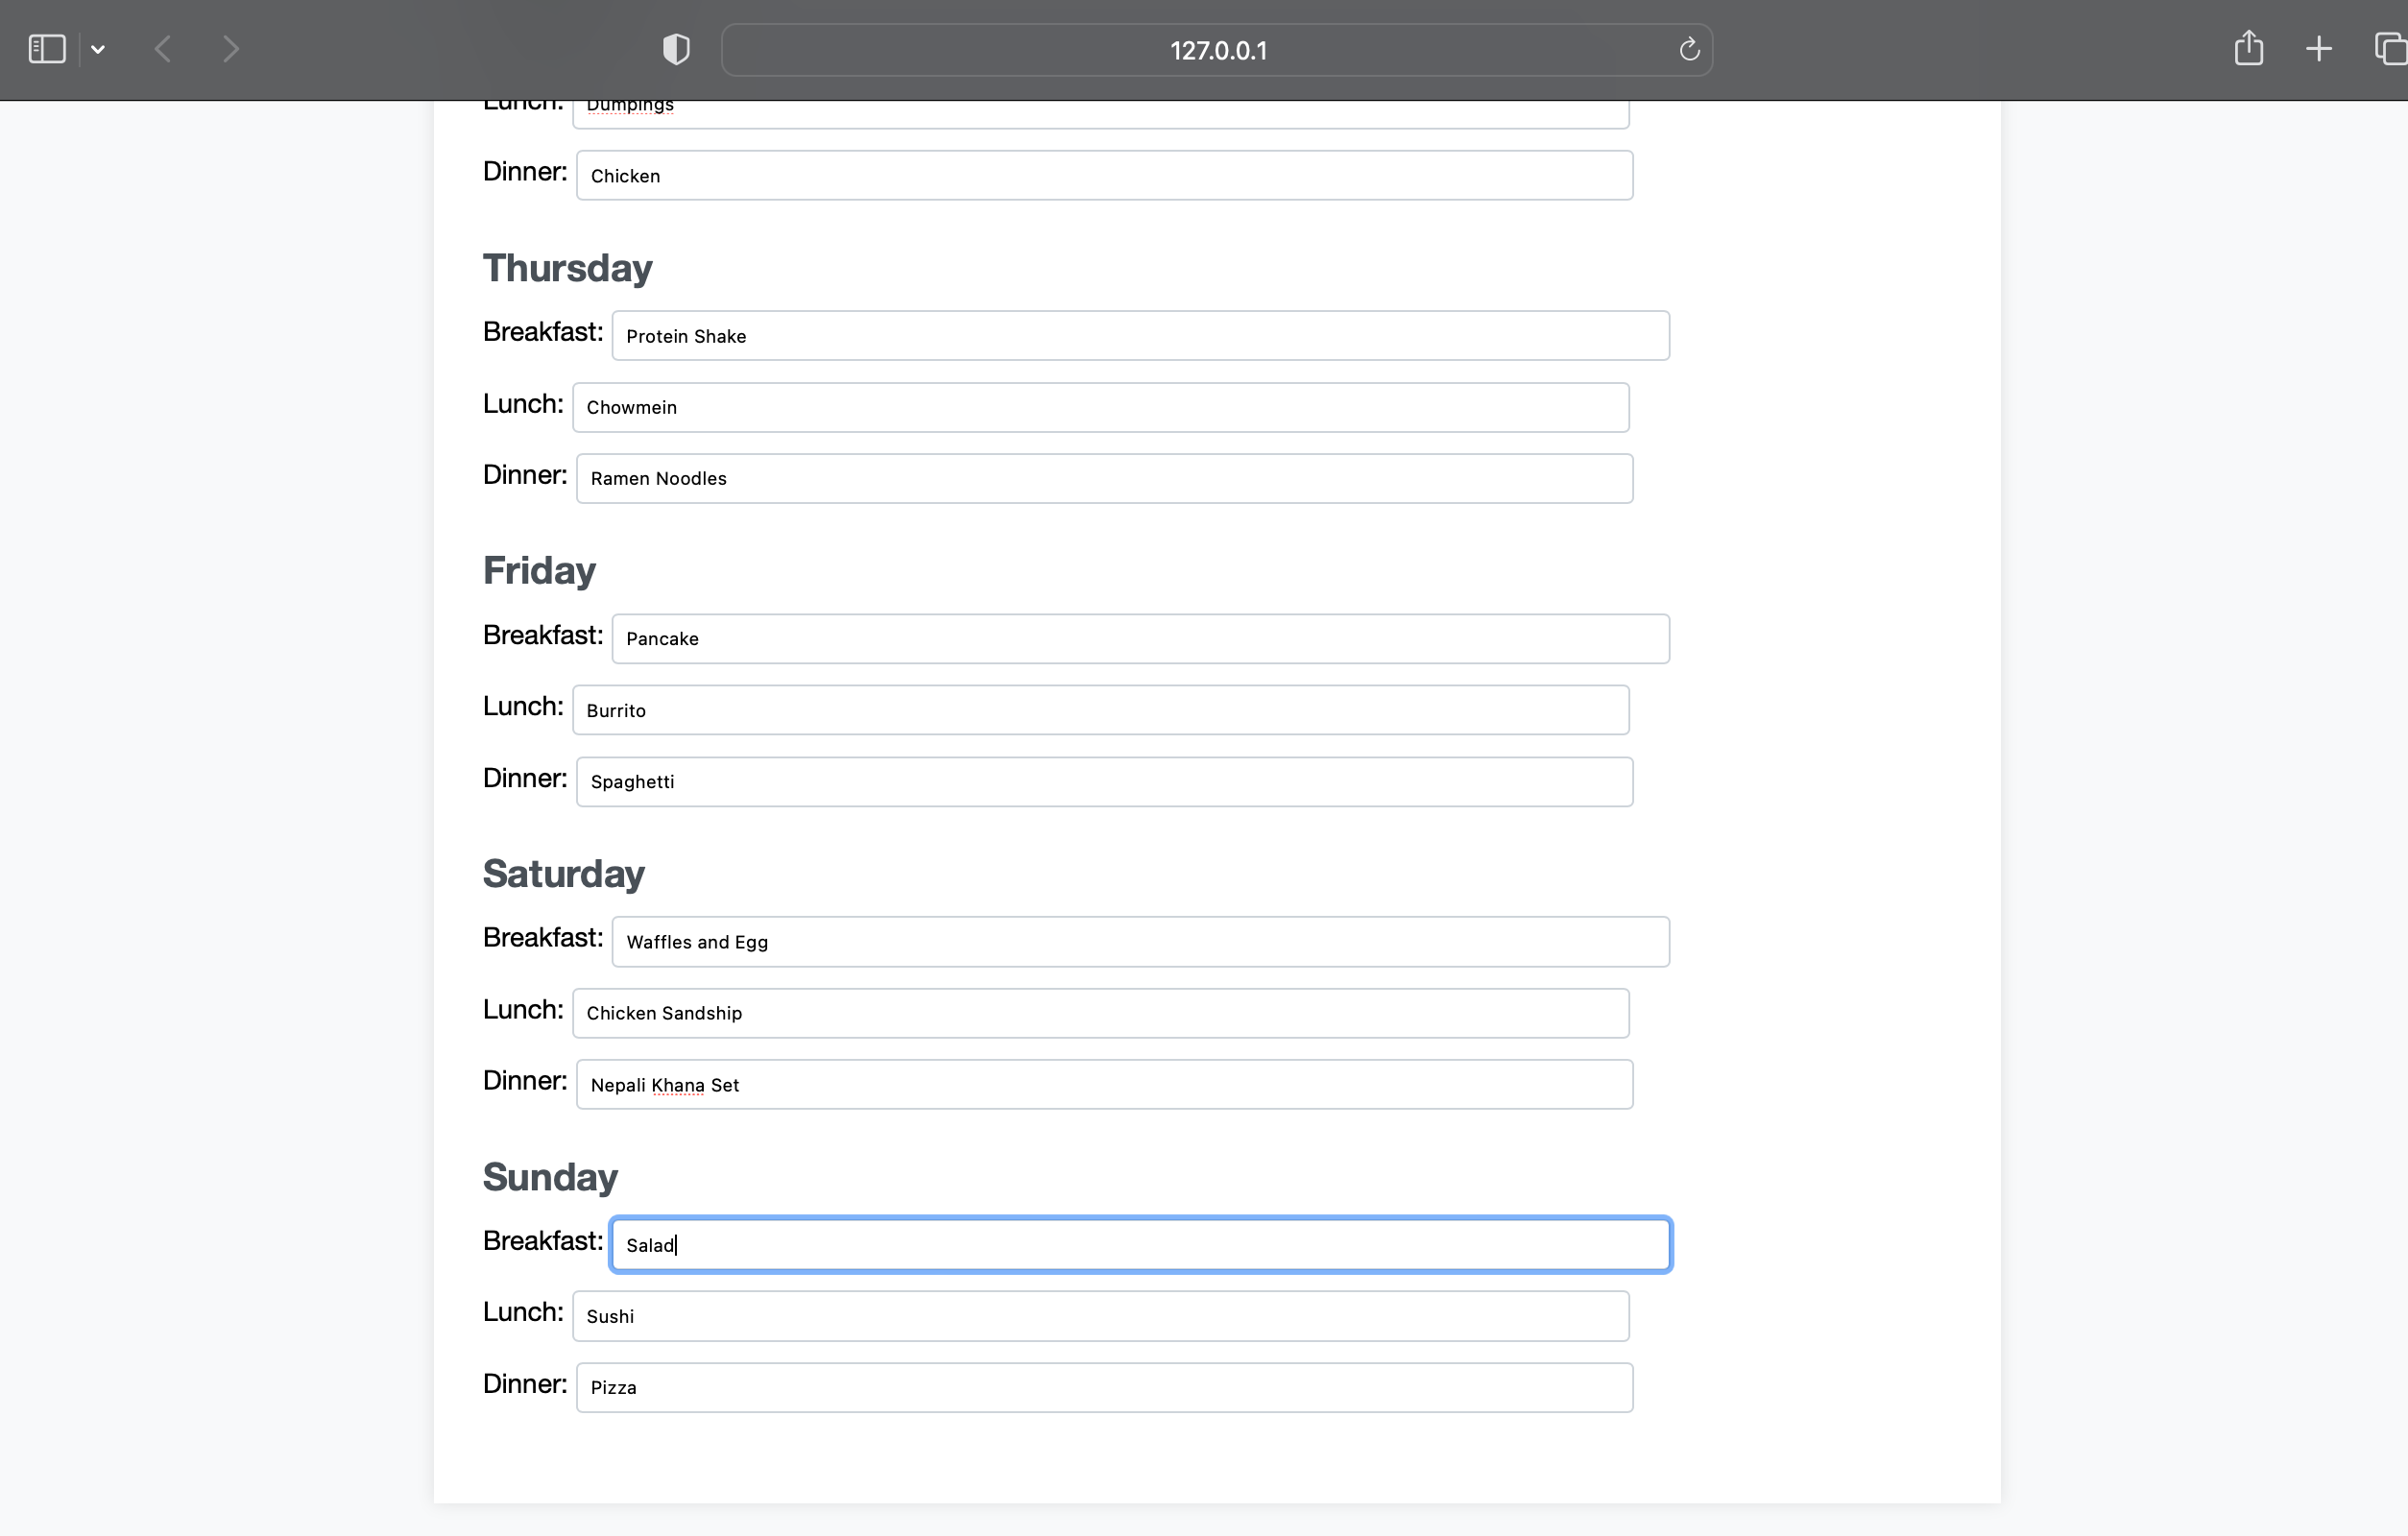 127.0.0.1
Lunch: Dumpings
Dinner: Chicken
Thursday
Breakfast: Protein Shake
Lunch: Chowmein
Dinner: Ramen Noodles
Friday
Breakfast: Pancake
Lunch: Burrito
Dinner: Spaghetti
Saturday
Breakfast: Waffles and Egg
Lunch: Chicken Sandship
Dinner: Nepali Khana Set
Sunday
Breakfast: Salad
Lunch: Sushi
Dinner: Pizza